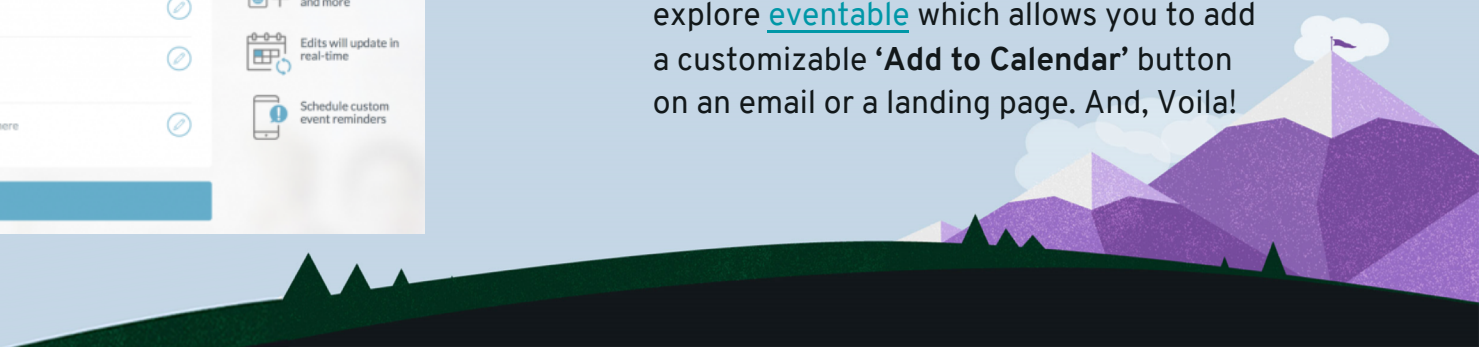 and more
Edits will update in
real-time
Schedule custom
event reminders
explore eventable which allows you to add
a customizable ‘Add to Calendar’ button
on an email or a landing page. And, Voila!